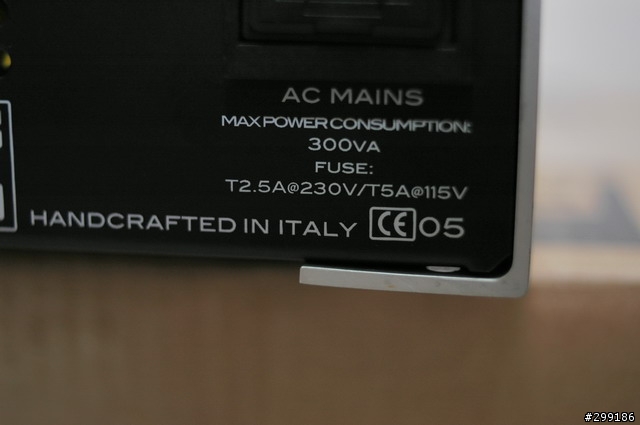 AC MAINS
MAX POWER CONSUMPTION:
300VA
FUSE:
T2.5A@230V/T5A@115V
HANDCRAFTED IN ITALY CE 05
#299186